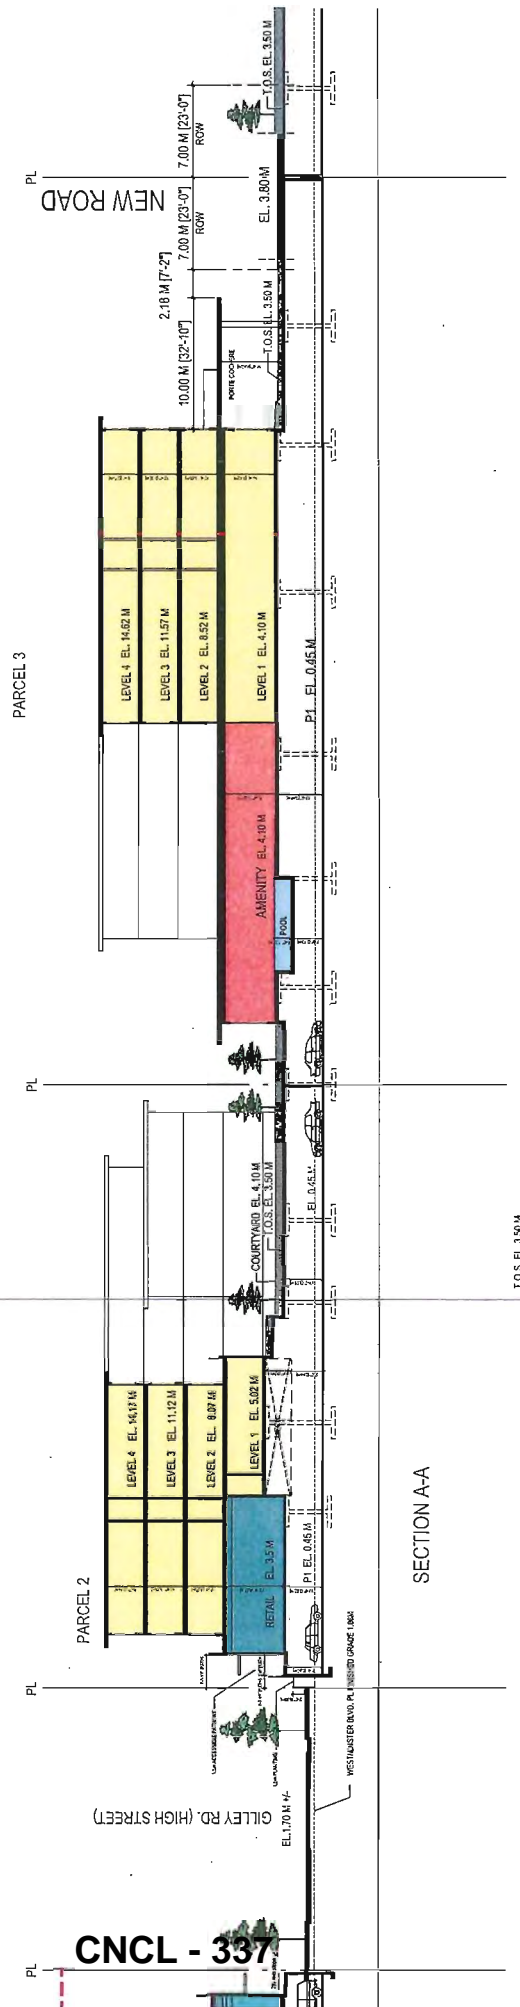 PL
NEW ROAD
7.00 M [23'-0"]
ROW
7.00 M [23'-0"]
ROW
2.18 M [7'-2"]
10.00 M [32'-10"]
T.O.S. EL. 3.50 M
EL. 3.80 M
T.O.S. EL. 3.50 M
PORTE COCHERE
PARCEL 3
LEVEL 4 EL. 14.62 M
LEVEL 3 EL. 11.57 M
LEVEL 2 EL. 8.52 M
LEVEL 1 EL. 4.10 M
P1 EL. 0.45 M
AMENITY EL. 4.10 M
POOL
PL
COURTYARD EL. 4.10 M
T.O.S. EL. 3.50 M
EL. 0.45 M
T.O.S. EL. 3.50 M
PARCEL 2
LEVEL 4 EL. 14.17 M
LEVEL 3 EL. 11.12 M
LEVEL 2 EL. 8.07 M
LEVEL 1 EL. 5.02 M
RETAIL EL. 3.5 M
P1 EL. 0.45 M
SECTION A-A
PL
GILLEY RD. (HIGH STREET)
EL. 1.70 M +/-
PL
CNCL - 337